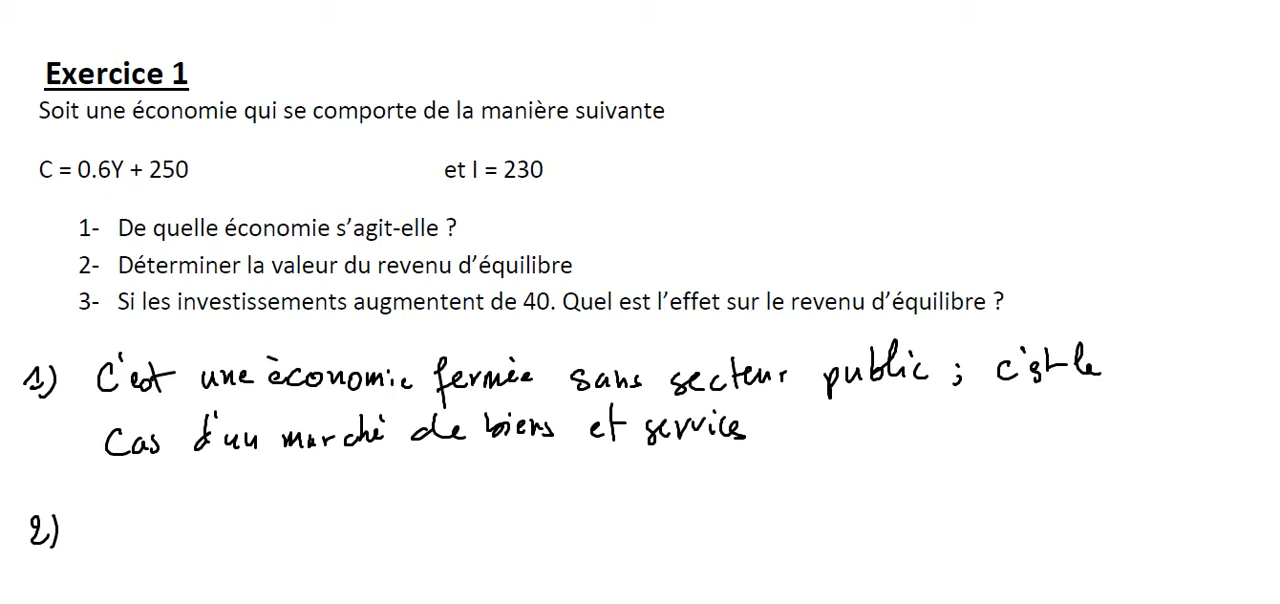 Exercice 1
Soit une économie qui se comporte de la manière suivante
C = 0.6Y + 250 et I = 230
1- De quelle économie s’agit-elle ?
2- Déterminer la valeur du revenu d’équilibre
3- Si les investissements augmentent de 40. Quel est l’effet sur le revenu d’équilibre ?
1) C'est une économie fermée sans secteur public ; c'est le
Cas d'un marché de biens et services
2)